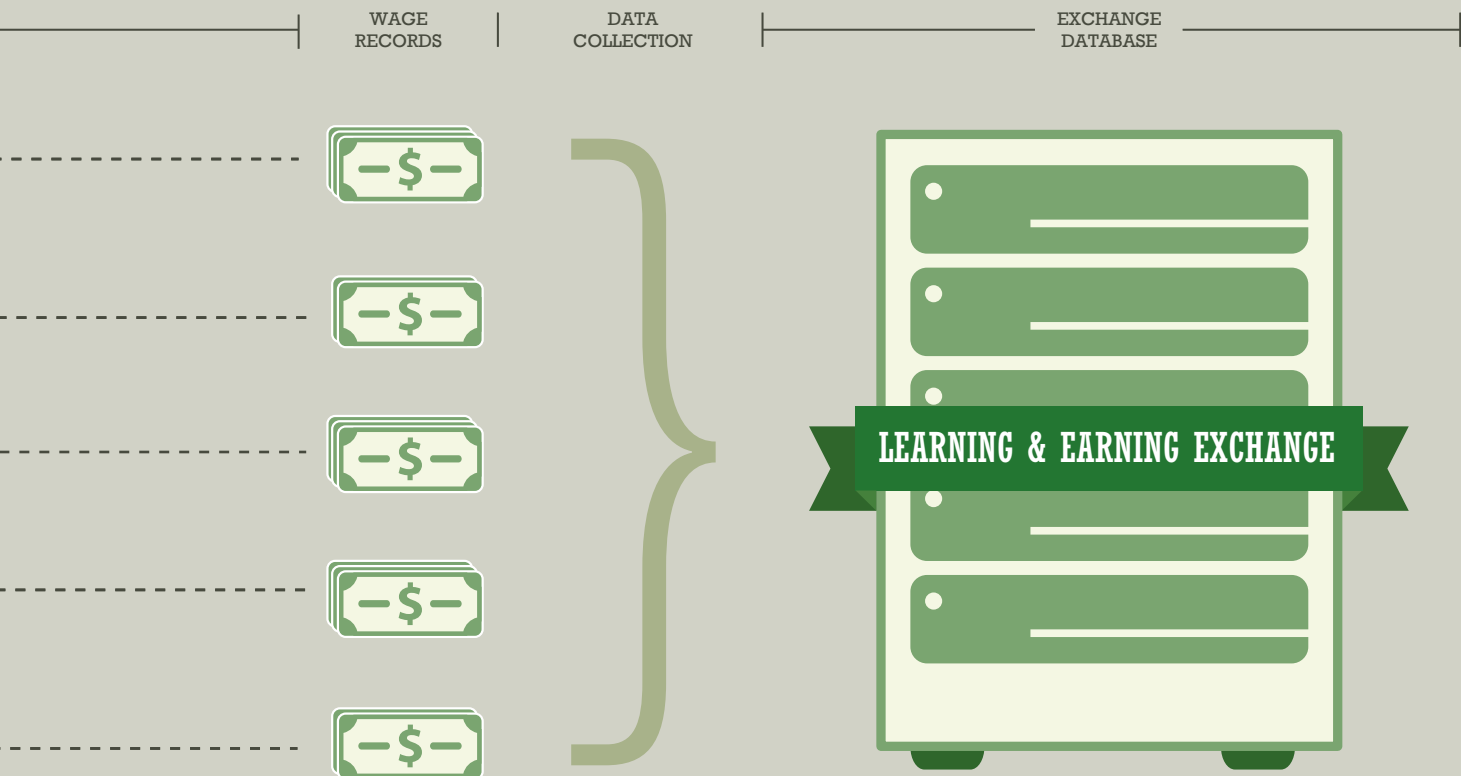 WAGE
RECORDS
DATA
COLLECTION
EXCHANGE
DATABASE
$
$
$
$
$
LEARNING & EARNING EXCHANGE